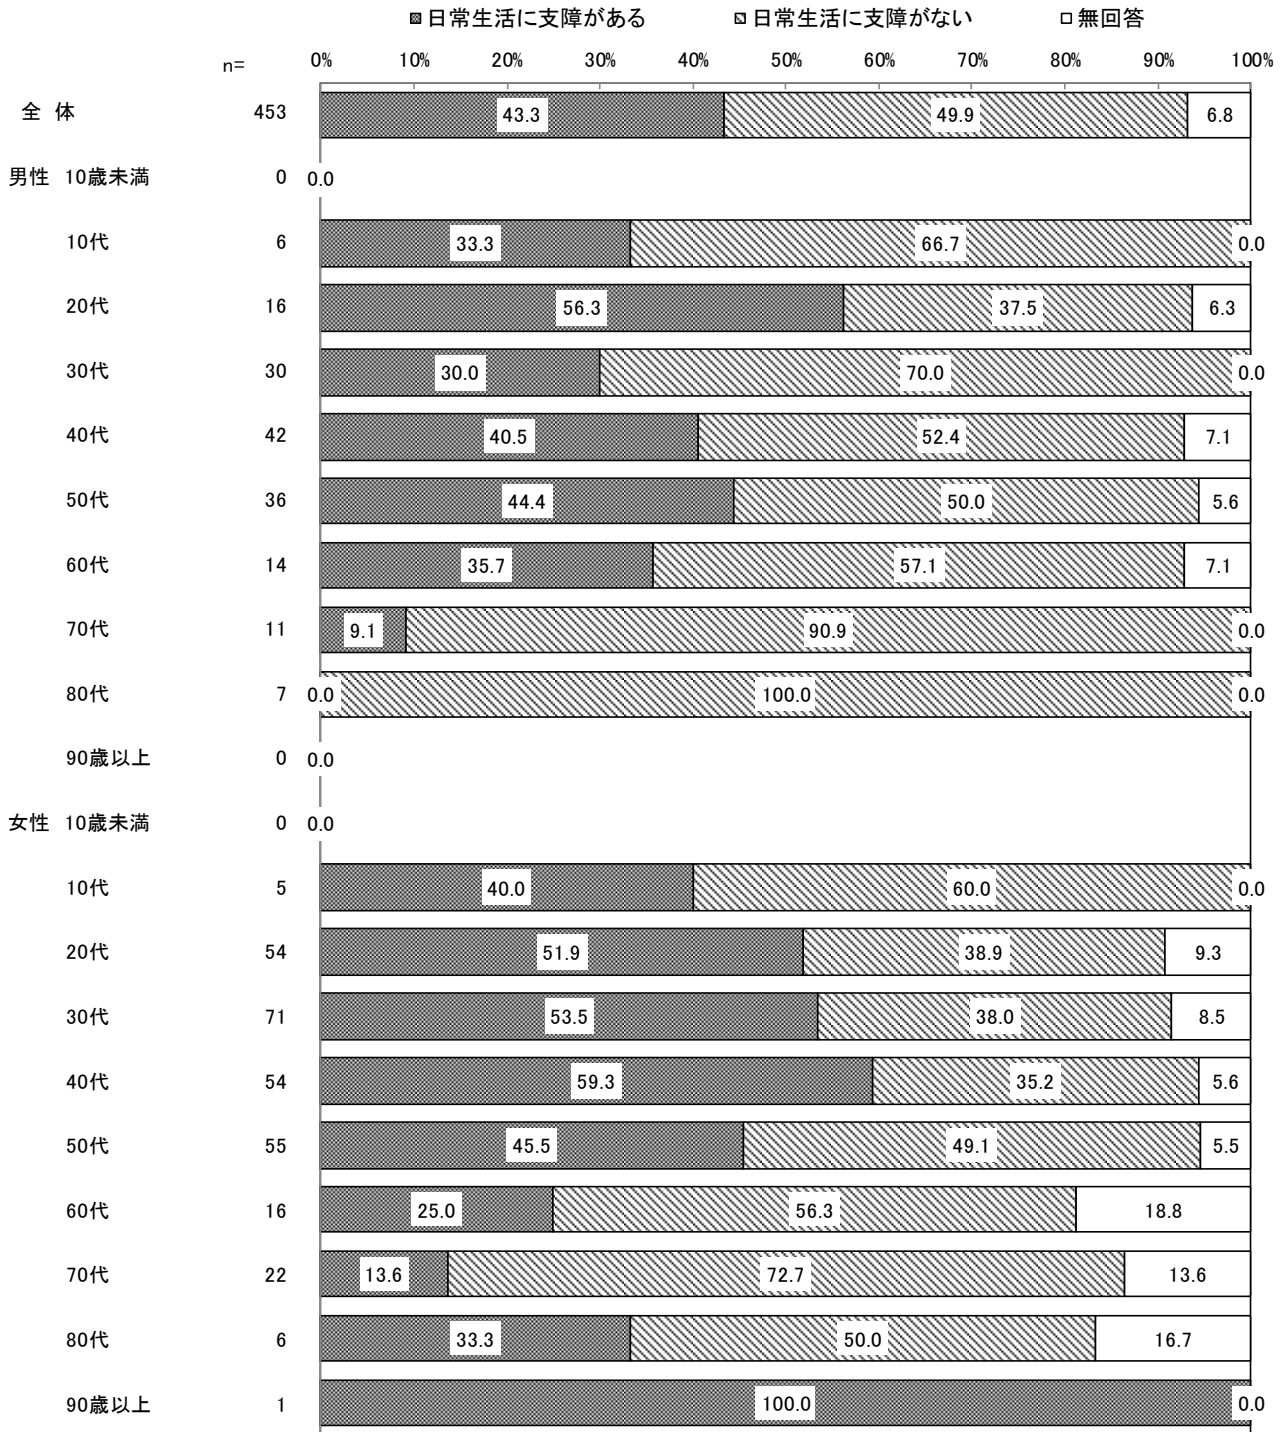 日常生活に支障がある 日常生活に支障がない 無回答
n= 0% 10% 20% 30% 40% 50% 60% 70% 80% 90% 100%
全 体 453 43.3 49.9 6.8
男性 10歳未満 0 0.0
10代 6 33.3 66.7 0.0
20代 16 56.3 37.5 6.3
30代 30 30.0 70.0 0.0
40代 42 40.5 52.4 7.1
50代 36 44.4 50.0 5.6
60代 14 35.7 57.1 7.1
70代 11 9.1 90.9 0.0
80代 7 0.0 100.0 0.0
90歳以上 0 0.0
女性 10歳未満 0 0.0
10代 5 40.0 60.0 0.0
20代 54 51.9 38.9 9.3
30代 71 53.5 38.0 8.5
40代 54 59.3 35.2 5.6
50代 55 45.5 49.1 5.5
60代 16 25.0 56.3 18.8
70代 22 13.6 72.7 13.6
80代 6 33.3 50.0 16.7
90歳以上 1 100.0 0.0